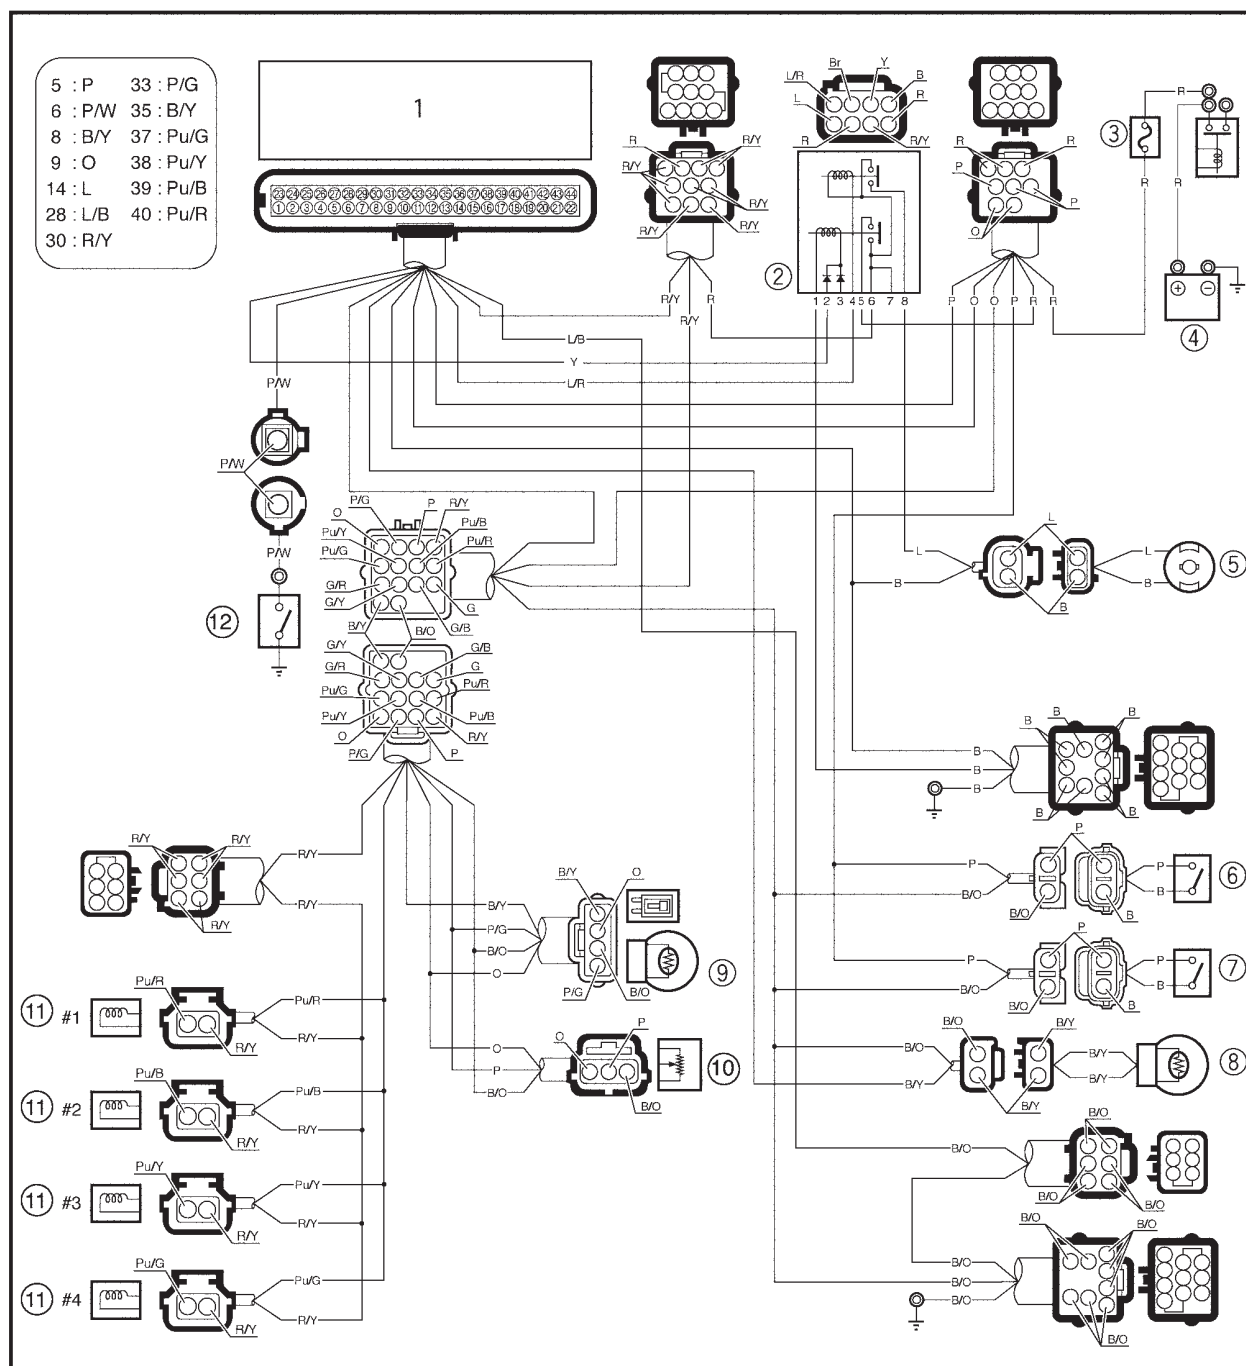 5 : P 33 : P/G
6 : P/W 35 : B/Y
8 : B/Y 37 : Pu/G
9 : O 38 : Pu/Y
14 : L 39 : Pu/B
28 : L/B 40 : Pu/R
30 : R/Y
1
23 24 25 26 27 28 29 30 31 32 33 34 35 36 37 38 39 40 41 42 43 44
1 2 3 4 5 6 7 8 9 10 11 12 13 14 15 16 17 18 19 20 21 22
R R/Y
R/Y
R/Y
R/Y R/Y
Br Y
L/R B
L R
R R/Y
R R
P
P
O
R
3
R
R
2
1 2 3 4 5 6 7 8
R/Y R
R/Y
P O O P R R
+ −
4
L/B
Y
L/R
P/W
P/W
P/W
12
P/G P R/Y
O Pu/B
Pu/Y Pu/R
Pu/G
G/R G
G/Y G/B
B/Y B/O
G/Y G/B
G/R G
Pu/G Pu/R
Pu/Y Pu/B
O R/Y
P/G P
L L
L
B B
B
5
B B
B
B
B
B
B B
B
P
P P
B/O B
B/O B
6
P
P P
B/O B
B/O B
7
B/O B/Y
B/O B/Y
B/Y B/Y
B/Y
8
B/O
B/O
B/O B/O
B/O B/O
B/O
B/O
B/O
B/O
R/Y R/Y
R/Y
R/Y
R/Y
B/Y O
B/Y
P/G
B/O
O
P/G B/O
9
O P
O
P
B/O
B/O
10
11 #1
Pu/R
Pu/R
R/Y
R/Y
11 #2
Pu/B
Pu/B
R/Y
R/Y
11 #3
Pu/Y
Pu/Y
R/Y
R/Y
11 #4
Pu/G
Pu/G
R/Y
R/Y